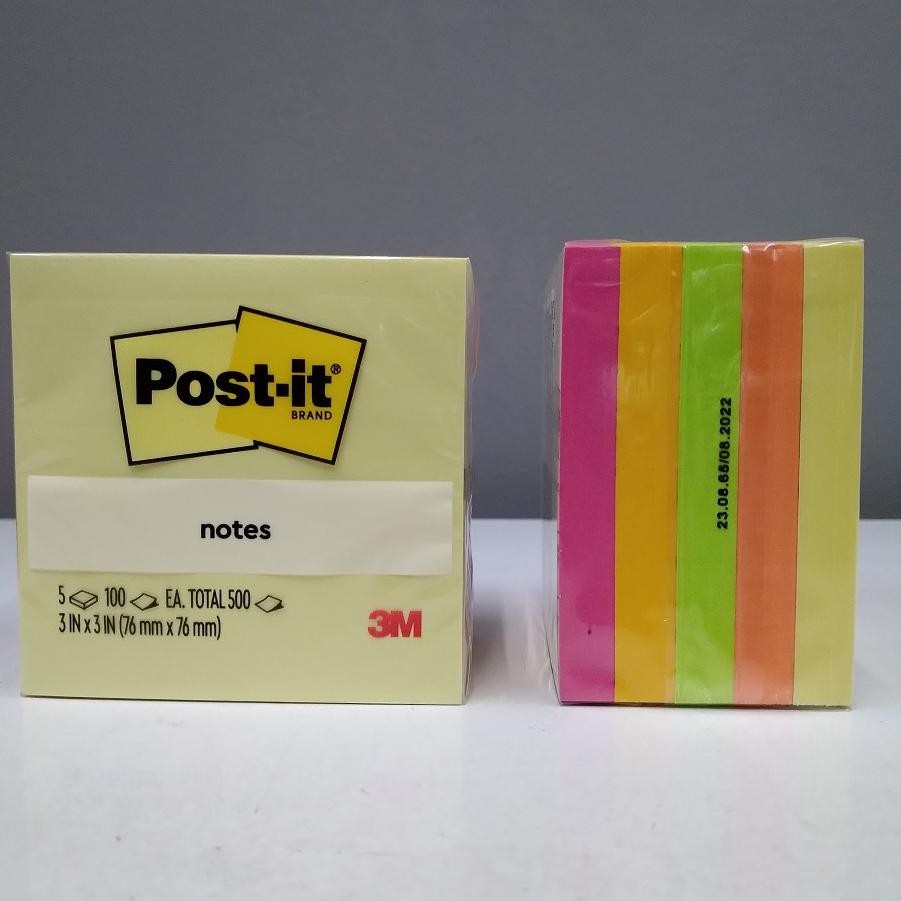 Post-it®
BRAND
notes
5 100 EA. TOTAL 500
3 IN x 3 IN (76 mm x 76 mm)
3M
23.08.65/08.2022